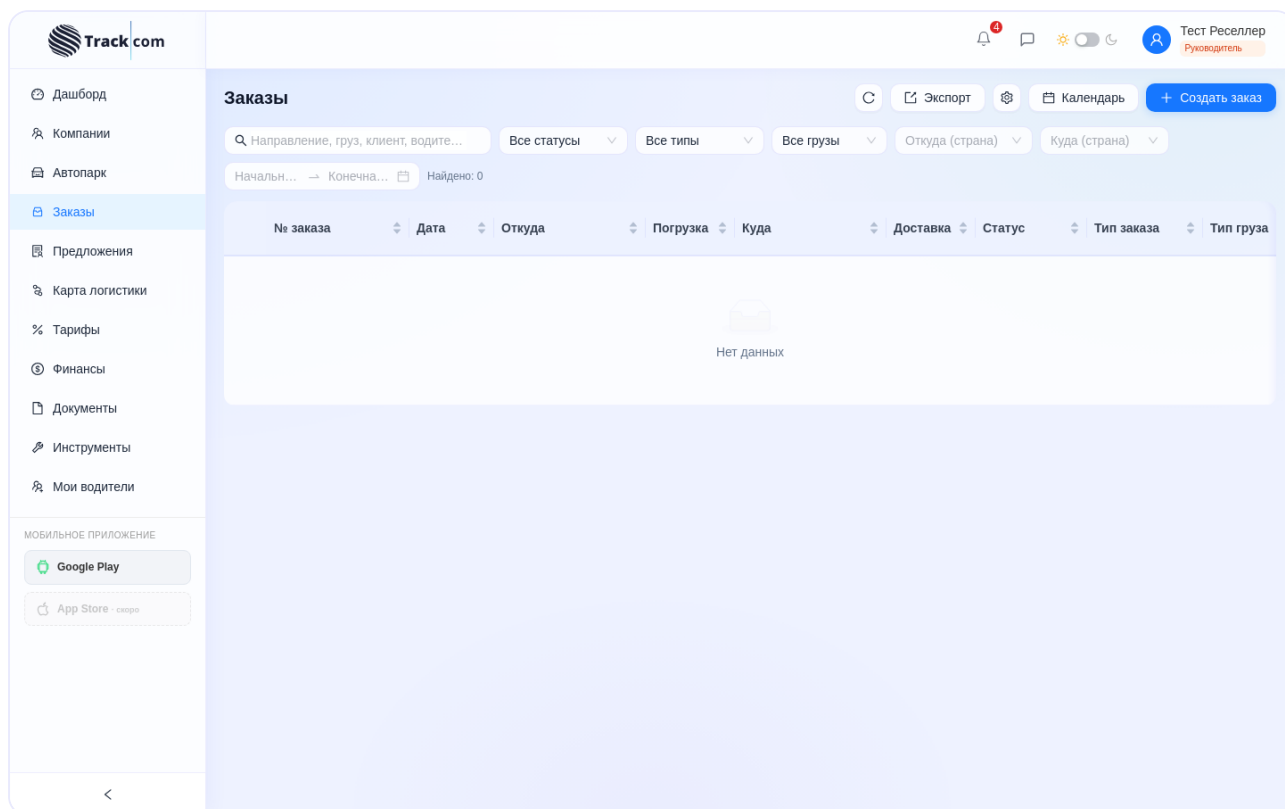 Track com
4
Тест Реселлер
Руководитель
Дашборд
Компании
Автопарк
Заказы
Предложения
Карта логистики
Тарифы
Финансы
Документы
Инструменты
Мои водители
МОБИЛЬНОЕ ПРИЛОЖЕНИЕ
Google Play
App Store · скоро
Заказы
Экспорт
Календарь
Создать заказ
Направление, груз, клиент, водите...
Все статусы
Все типы
Все грузы
Откуда (страна)
Куда (страна)
Начальн...
Конечна...
Найдено: 0
№ заказа Дата Откуда Погрузка Куда Доставка Статус Тип заказа Тип груза
Нет данных